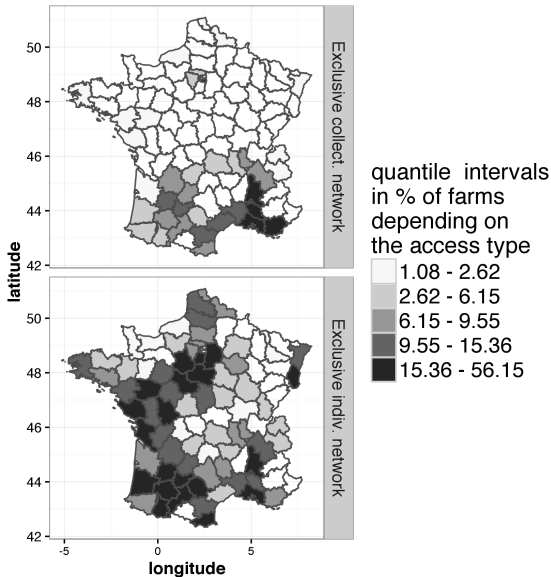 50
48
46
44
42
Exclusive collect. network
latitude
50
48
46
44
42
Exclusive indiv. network
-5
0
5
longitude
quantile intervals
in % of farms
depending on
the access type
1.08 - 2.62
2.62 - 6.15
6.15 - 9.55
9.55 - 15.36
15.36 - 56.15